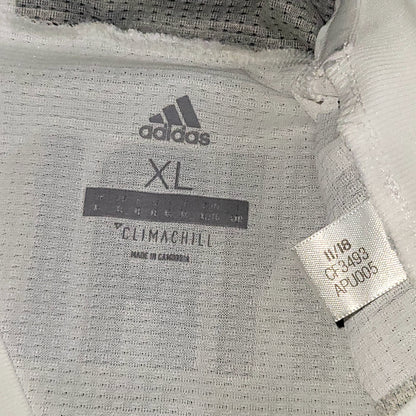 adidas
XL
CLIMACHILL
MADE IN CAMBODIA
11/18
CF3493
APU005